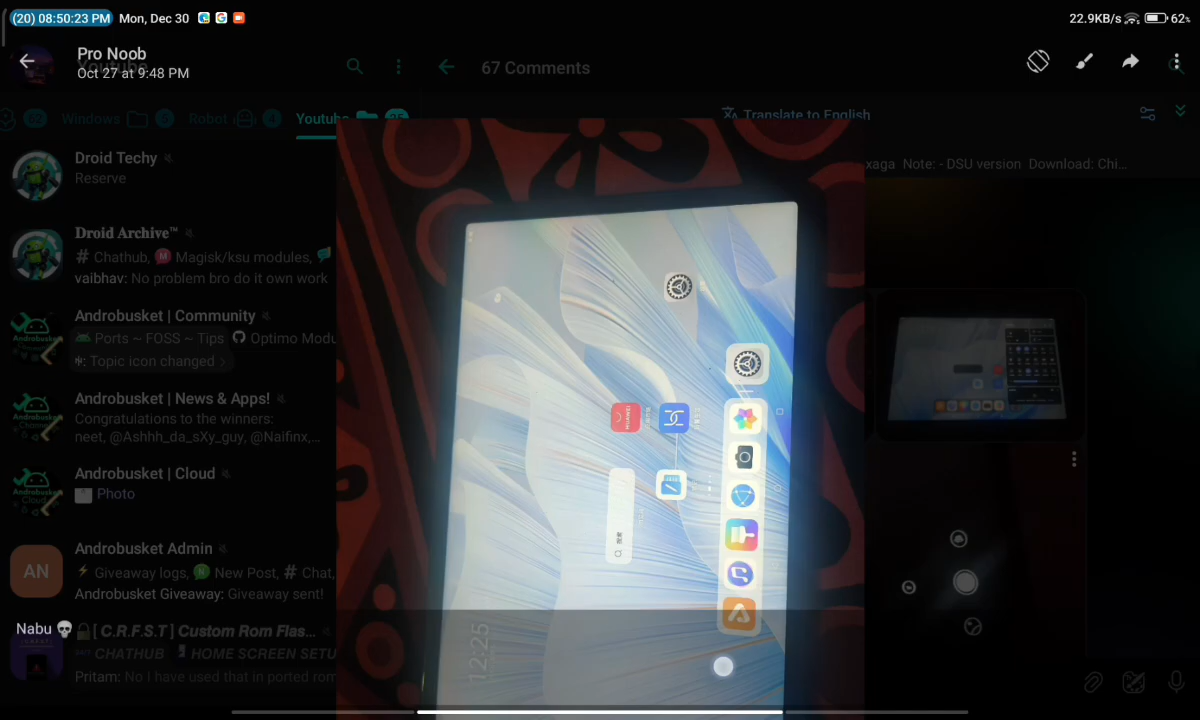 (20) 08:50:23 PM Mon, Dec 30
22.9KB/s 62%
Pro Noob
Oct 27 at 9:48 PM
Youtube
67 Comments
Windows
Robot
4
Youtube
Translate to English
Droid Techy
Reserve
xaga Note: - DSU version Download: Chi...
Droid Archive™
# Chathub, Magisk/ksu modules,
vaibhav: No problem bro do it own work
Androbusket | Community
Ports ~ FOSS ~ Tips Optimo Modu
: Topic icon changed >
Androbusket | News & Apps!
Congratulations to the winners:
neet, @Ashhh_da_sXy_guy, @Naifinx,...
Androbusket | Cloud
Photo
AN
Androbusket Admin
Giveaway logs, N New Post, # Chat,
Androbusket Giveaway: Giveaway sent!
Nabu
[ C.R.F.S.T ] Custom Rom Flas...
CHATHUB HOME SCREEN SETU
Pritam: No I have used that in ported rom
HUAWEI
搜索
12:25